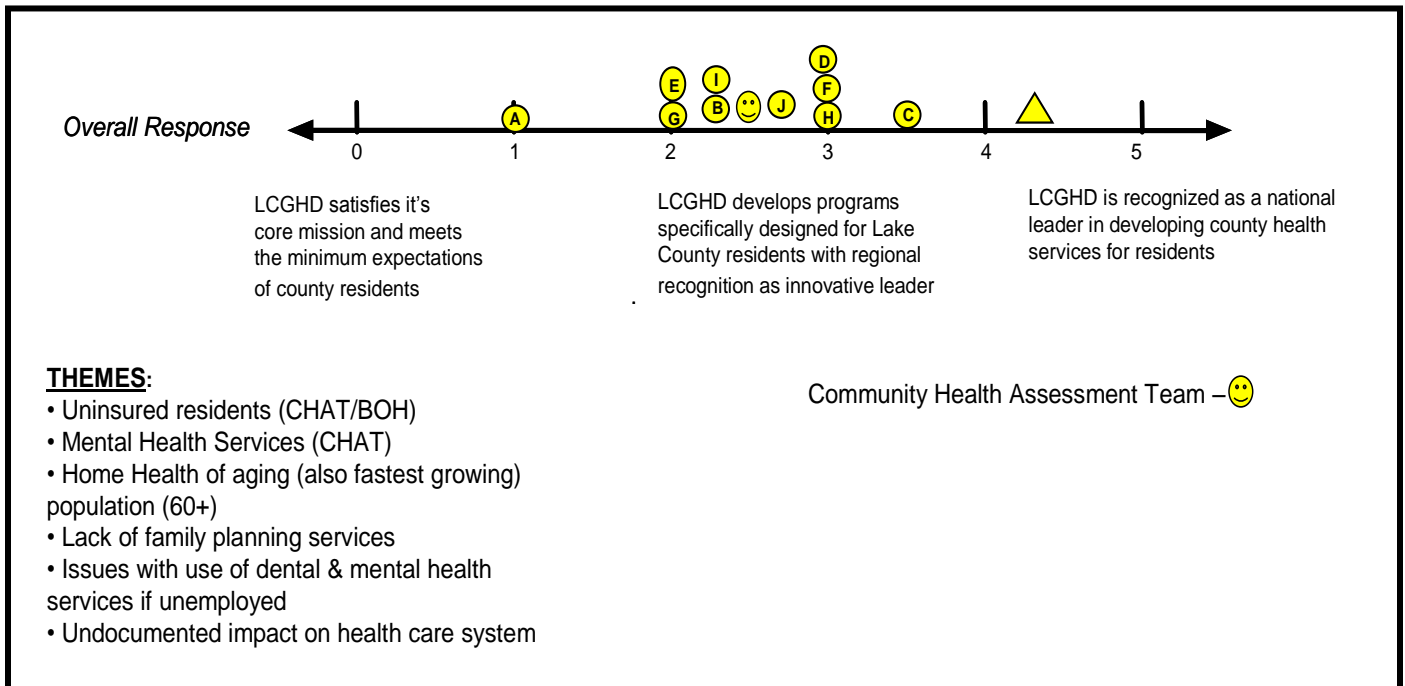 D
E
I
F
G
B
J
H
A
C
Overall Response
0
1
2
3
4
5
LCGHD satisfies it's
core mission and meets
the minimum expectations
of county residents
LCGHD develops programs
specifically designed for Lake
County residents with regional
recognition as innovative leader
.
LCGHD is recognized as a national
leader in developing county health
services for residents
THEMES:
• Uninsured residents (CHAT/BOH)
• Mental Health Services (CHAT)
• Home Health of aging (also fastest growing)
population (60+)
• Lack of family planning services
• Issues with use of dental & mental health
services if unemployed
• Undocumented impact on health care system
Community Health Assessment Team –